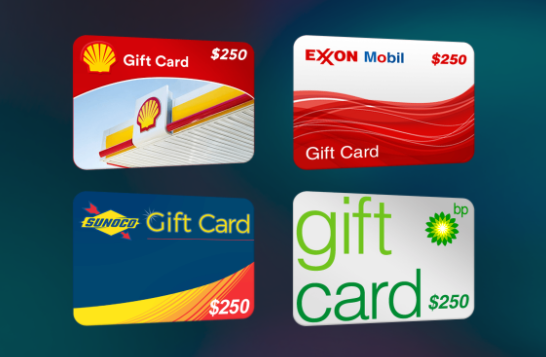 Gift Card $250
EXXON Mobil $250
Gift Card
SUNOCO Gift Card
$250
gift bp
card $250